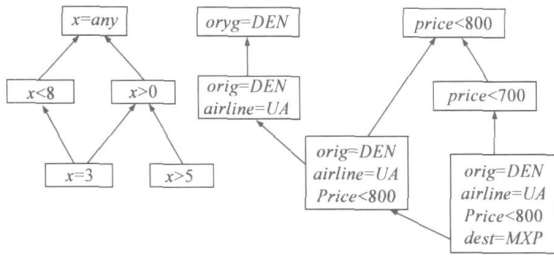 x=any
x<8
x>0
x=3
x>5
oryg=DEN
orig=DEN
airline=UA
orig=DEN
airline=UA
Price<800
price<800
price<700
orig=DEN
airline=UA
Price<800
dest=MXP